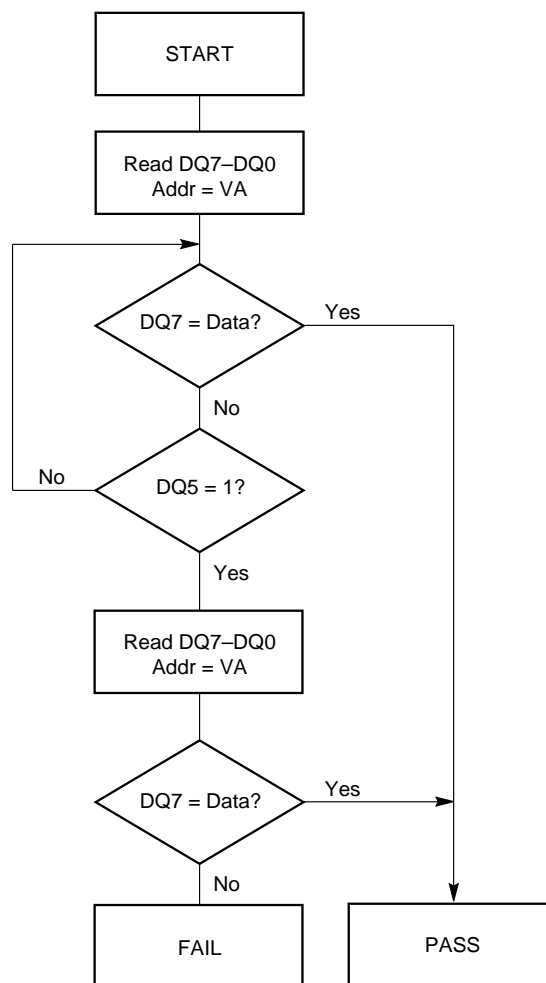 START
Read DQ7–DQ0
Addr = VA
DQ7 = Data?
Yes
No
No
DQ5 = 1?
Yes
Read DQ7–DQ0
Addr = VA
DQ7 = Data?
Yes
No
FAIL
PASS